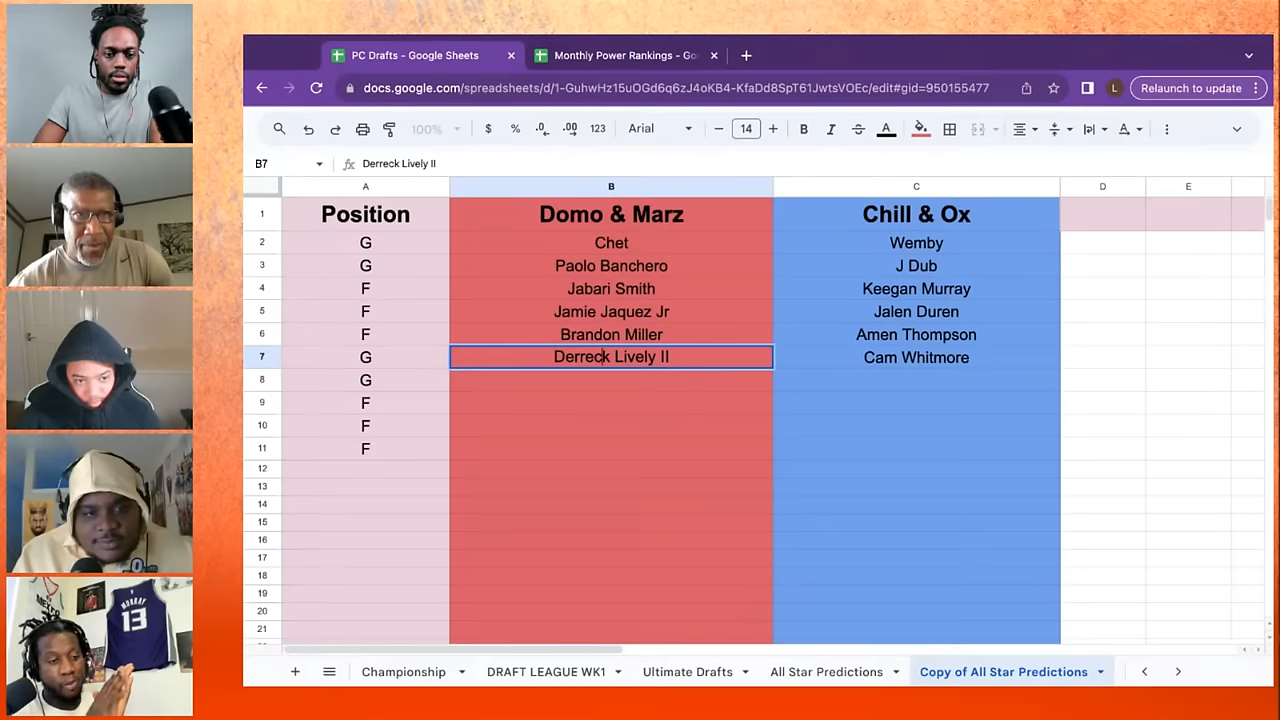 PC Drafts - Google Sheets
Monthly Power Rankings - Go
docs.google.com/spreadsheets/d/1-GuhwHz15uOGd6q6zJ4oKB4-KfaDd8SpT61JwtsVOEc/edit#gid=950155477
L
Relaunch to update
100%
$ % .0 .00 123
Arial
14
B I S A
B7
fx Derreck Lively II
A B C D E
1 Position Domo & Marz Chill & Ox
2 G Chet Wemby
3 G Paolo Banchero J Dub
4 F Jabari Smith Keegan Murray
5 F Jamie Jaquez Jr Jalen Duren
6 F Brandon Miller Amen Thompson
7 G Derreck Lively II Cam Whitmore
8 G
9 F
10 F
11 F
12
13
14
15
16
17
18
19
20
21
Championship
DRAFT LEAGUE WK1
Ultimate Drafts
All Star Predictions
Copy of All Star Predictions
MURRAY
13